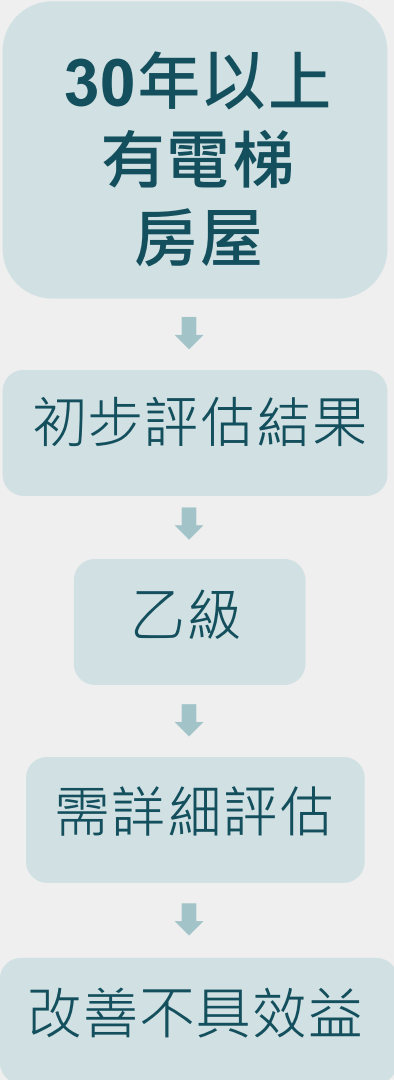 30年以上
有電梯
房屋
初步評估結果
乙級
需詳細評估
改善不具效益